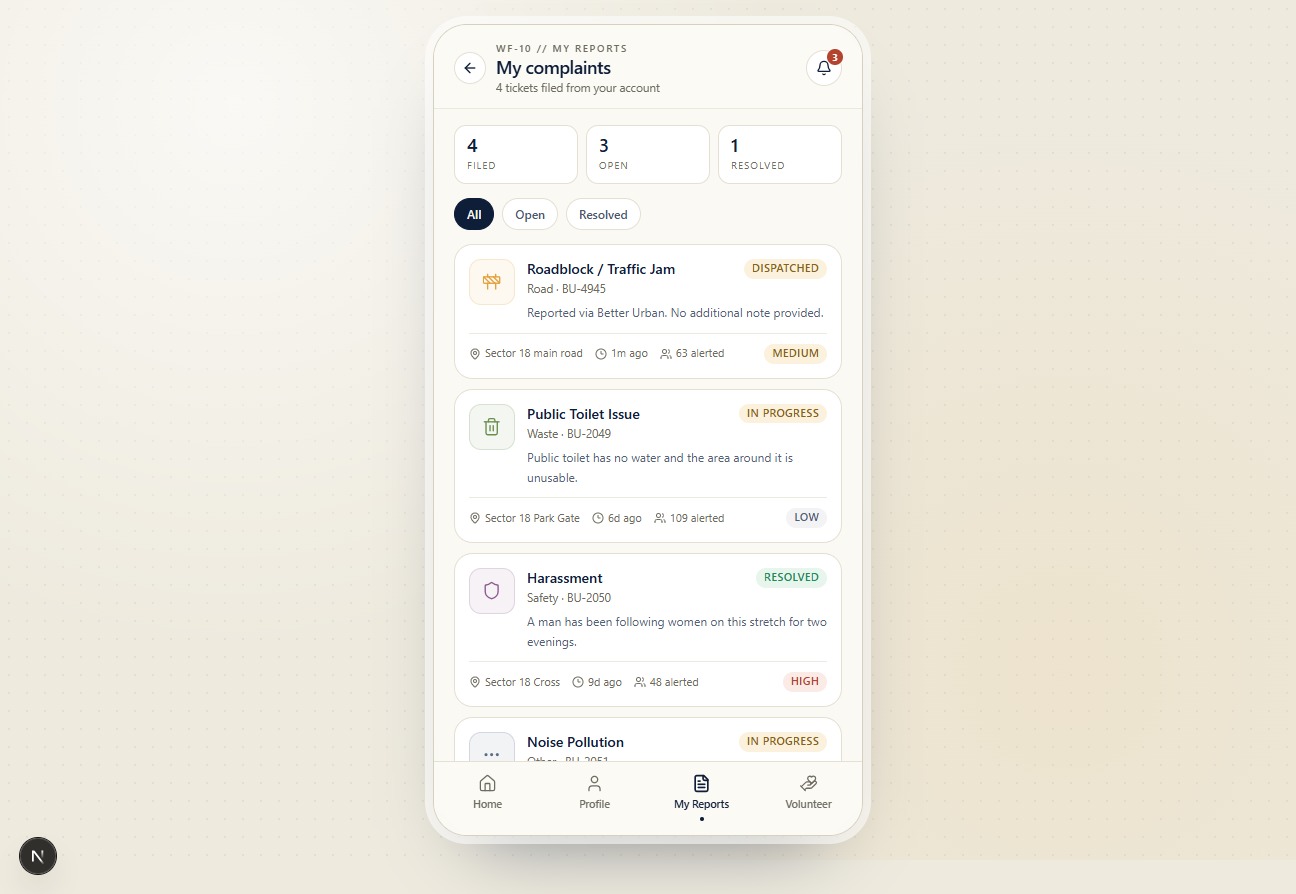 WF-10 // MY REPORTS
My complaints
4 tickets filed from your account
3
4
FILED
3
OPEN
1
RESOLVED
All
Open
Resolved
Roadblock / Traffic Jam
DISPATCHED
Road · BU-4945
Reported via Better Urban. No additional note provided.
Sector 18 main road
1m ago
63 alerted
MEDIUM
Public Toilet Issue
IN PROGRESS
Waste · BU-2049
Public toilet has no water and the area around it is
unusable.
Sector 18 Park Gate
6d ago
109 alerted
LOW
Harassment
RESOLVED
Safety · BU-2050
A man has been following women on this stretch for two
evenings.
Sector 18 Cross
9d ago
48 alerted
HIGH
Noise Pollution
IN PROGRESS
Other · BU-2051
Home
Profile
My Reports
Volunteer
N